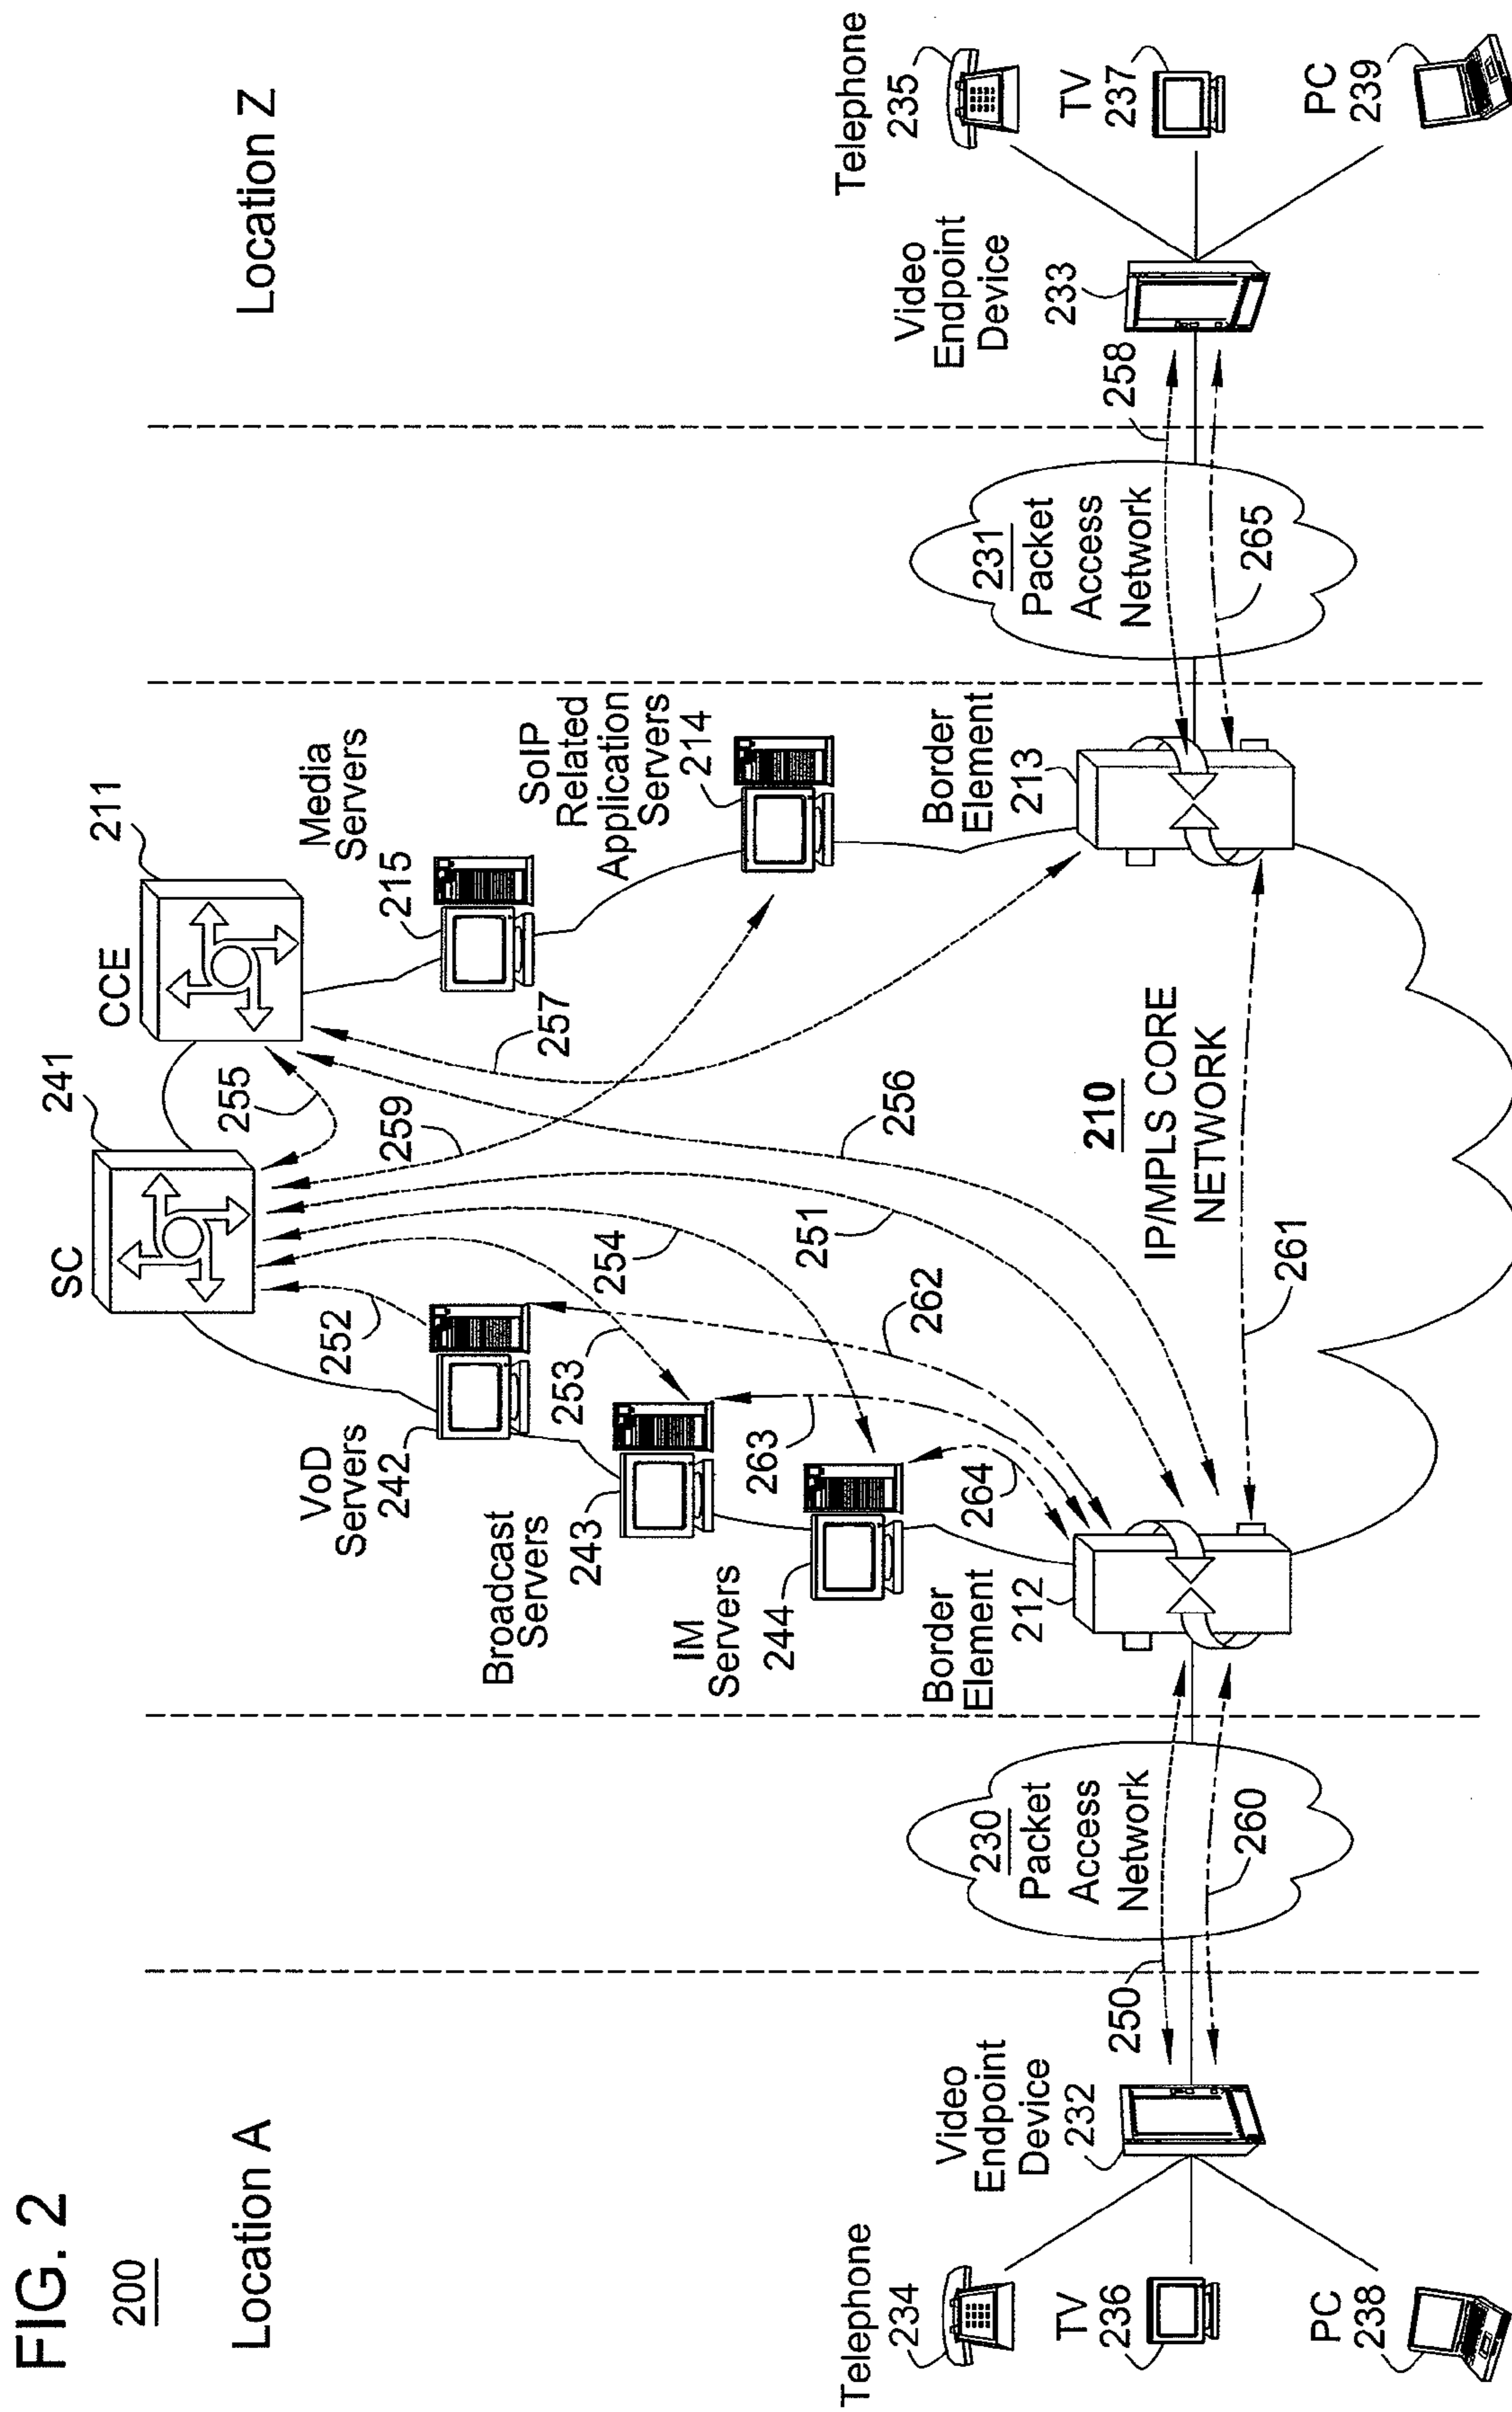 FIG. 2
200
Location A
Location Z
SC
241
CCE
211
255
252
VoD
Servers
242
259
257
Media
Servers
215
253
254
Broadcast
Servers
243
SoIP
Related
Application
Servers
214
256
251
262
263
264
IM
Servers
244
Border
Element
212
Border
Element
213
210
IP/MPLS CORE
NETWORK
261
230
Packet
Access
Network
250
260
231
Packet
Access
Network
258
265
Video
Endpoint
Device
232
Video
Endpoint
Device
233
Telephone
234
TV
236
PC
238
Telephone
235
TV
237
PC
239